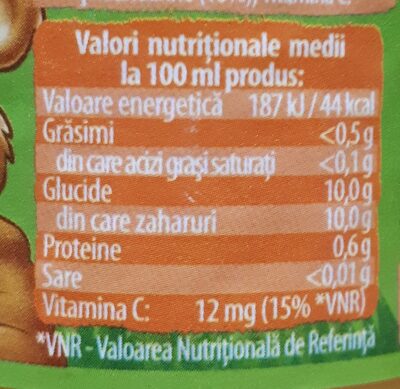 Vitamina C.
Valori nutriționale medii
la 100 ml produs:
Valoare energetică 187 kJ / 44 kcal
Grăsimi <0,5 g
din care acizi grași saturați <0,1 g
Glucide 10,0 g
din care zaharuri 10,0 g
Proteine 0,6 g
Sare <0,01 g
Vitamina C: 12 mg (15% *VNR)
*VNR - Valoarea Nutrițională de Referință